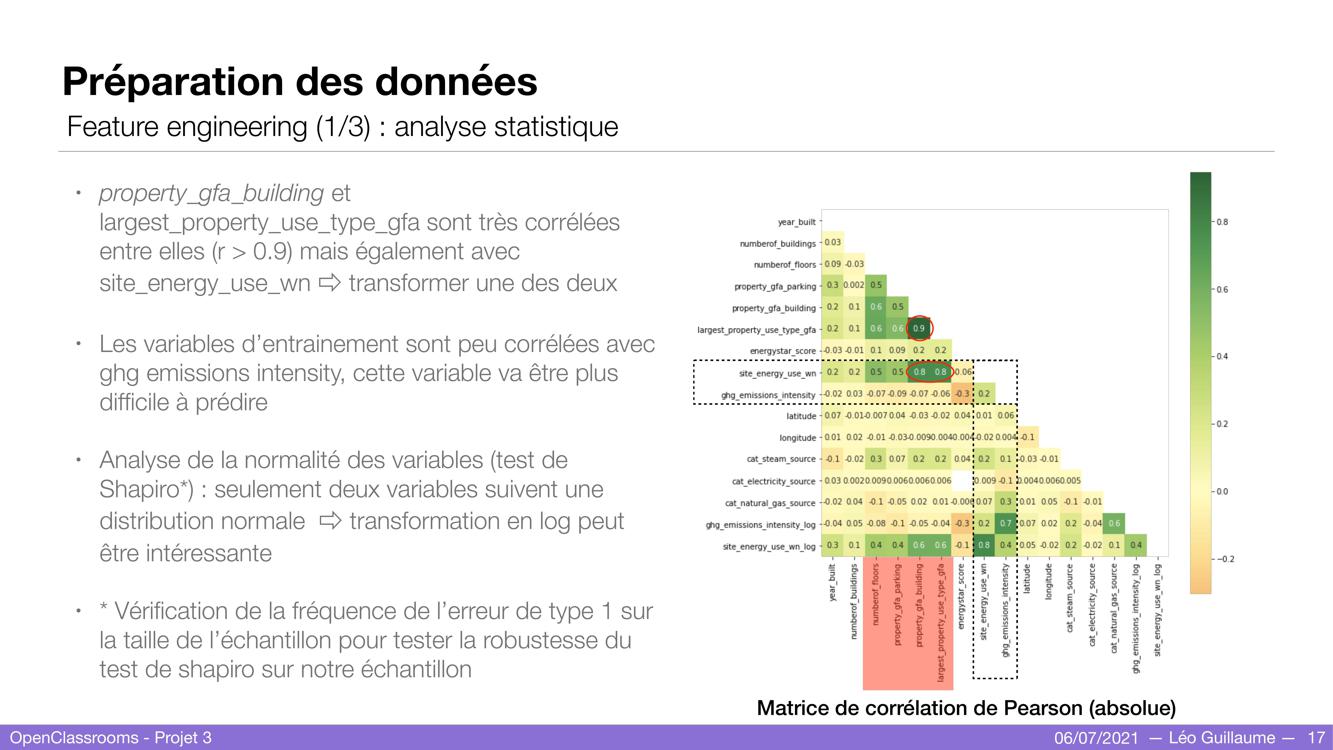 Préparation des données
Feature engineering (1/3) : analyse statistique
• property_gfa_building et
largest_property_use_type_gfa sont très corrélées
entre elles (r > 0.9) mais également avec
site_energy_use_wn ⇨ transformer une des deux
• Les variables d’entrainement sont peu corrélées avec
ghg emissions intensity, cette variable va être plus
difficile à prédire
• Analyse de la normalité des variables (test de
Shapiro*) : seulement deux variables suivent une
distribution normale ⇨ transformation en log peut
être intéressante
• * Vérification de la fréquence de l’erreur de type 1 sur
la taille de l’échantillon pour tester la robustesse du
test de shapiro sur notre échantillon
year_built
numberof_buildings 0.03
numberof_floors 0.09 -0.03
property_gfa_parking 0.3 0.002 0.5
property_gfa_building 0.2 0.1 0.6 0.5
largest_property_use_type_gfa 0.2 0.1 0.6 0.6 0.9
energystar_score -0.03 -0.01 0.1 0.09 0.2 0.2
site_energy_use_wn 0.2 0.2 0.5 0.5 0.8 0.8 0.06
ghg_emissions_intensity -0.02 0.03 -0.07 -0.09 -0.07 -0.06 -0.3 0.2
latitude 0.07 -0.01 -0.007 0.04 -0.03 -0.02 0.04 0.01 0.06
longitude 0.01 0.02 -0.01 -0.03 -0.009 0.004 0.004 -0.02 0.004 -0.1
cat_steam_source -0.1 -0.02 0.3 0.07 0.2 0.2 0.04 0.2 0.1 -0.03 -0.01
cat_electricity_source 0.03 0.002 0.009 0.006 0.006 0.006 0.009 -0.1 0.004 0.006 0.005
cat_natural_gas_source -0.02 0.04 -0.1 -0.05 0.02 0.01 -0.006 0.07 0.3 0.01 0.05 -0.1 -0.01
ghg_emissions_intensity_log -0.04 0.05 -0.08 -0.1 -0.05 -0.04 -0.3 0.2 0.7 0.07 0.02 0.2 -0.04 0.6
site_energy_use_wn_log 0.3 0.1 0.4 0.4 0.6 0.6 -0.1 0.8 0.4 0.05 -0.02 0.2 -0.02 0.1 0.4
year_built
numberof_buildings
numberof_floors
property_gfa_parking
property_gfa_building
largest_property_use_type_gfa
energystar_score
site_energy_use_wn
ghg_emissions_intensity
latitude
longitude
cat_steam_source
cat_electricity_source
cat_natural_gas_source
ghg_emissions_intensity_log
site_energy_use_wn_log
0.8
0.6
0.4
0.2
0.0
−0.2
Matrice de corrélation de Pearson (absolue)
OpenClassrooms - Projet 3
06/07/2021 — Léo Guillaume — 17